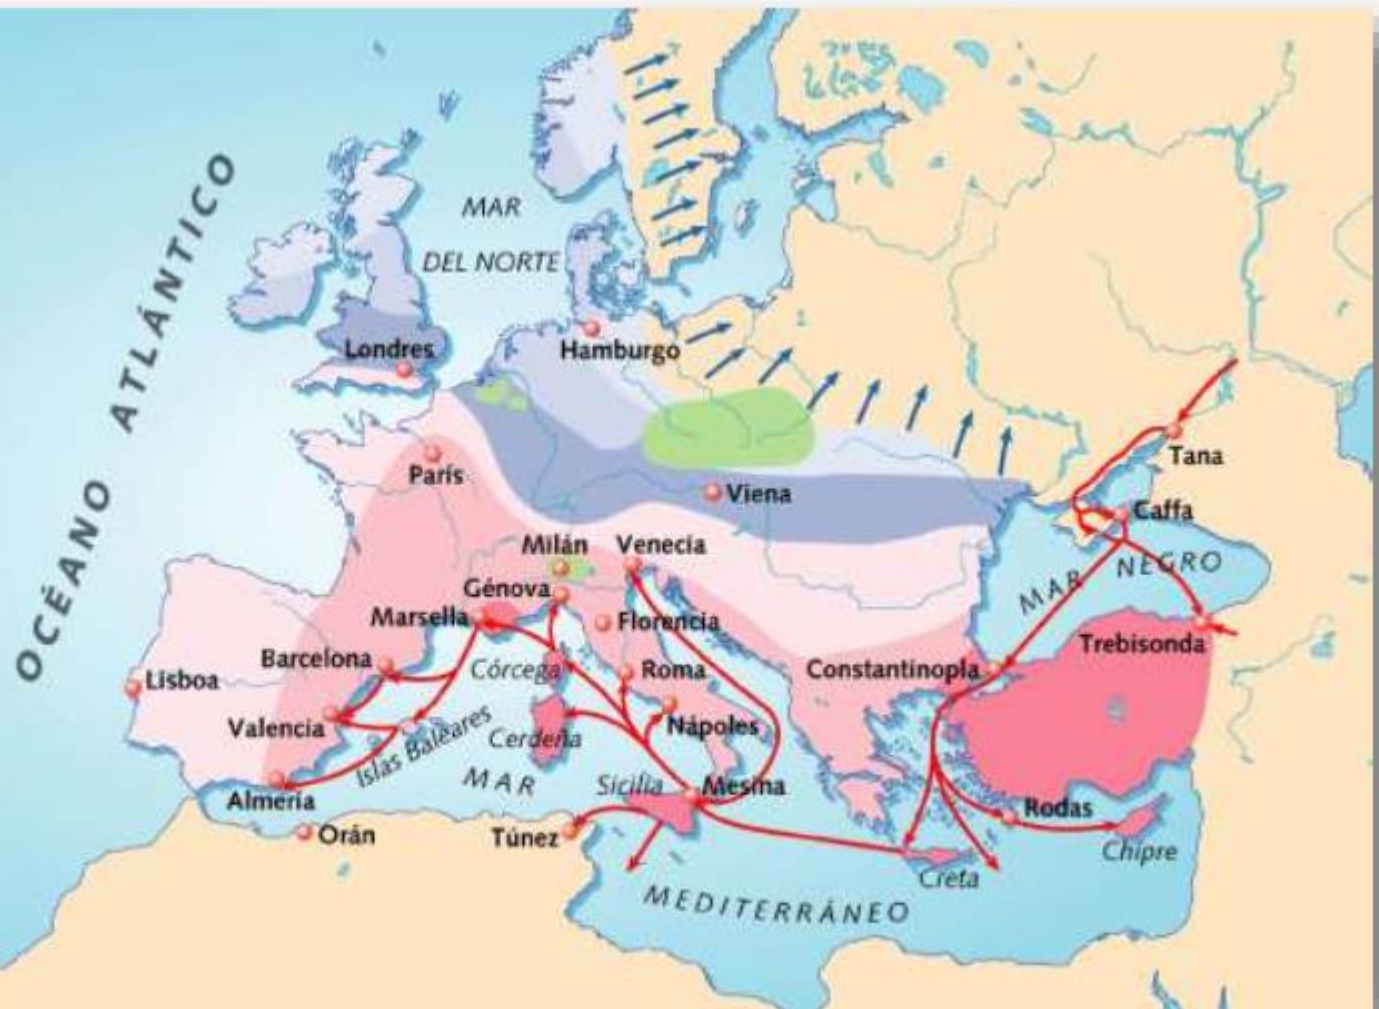 OCÉANO ATLÁNTICO
MAR
DEL NORTE
Londres
Hamburgo
París
Viena
Tana
Caffa
MAR NEGRO
Milán
Venecia
Génova
Marsella
Florencia
Barcelona
Córcega
Roma
Constantinopla
Trebisonda
Lisboa
Valencia
Islas Baleares
Cerdeña
Nápoles
MAR
Sicilia
Mesina
Almería
Orán
Túnez
Rodas
Chipre
Creta
MEDITERRÁNEO